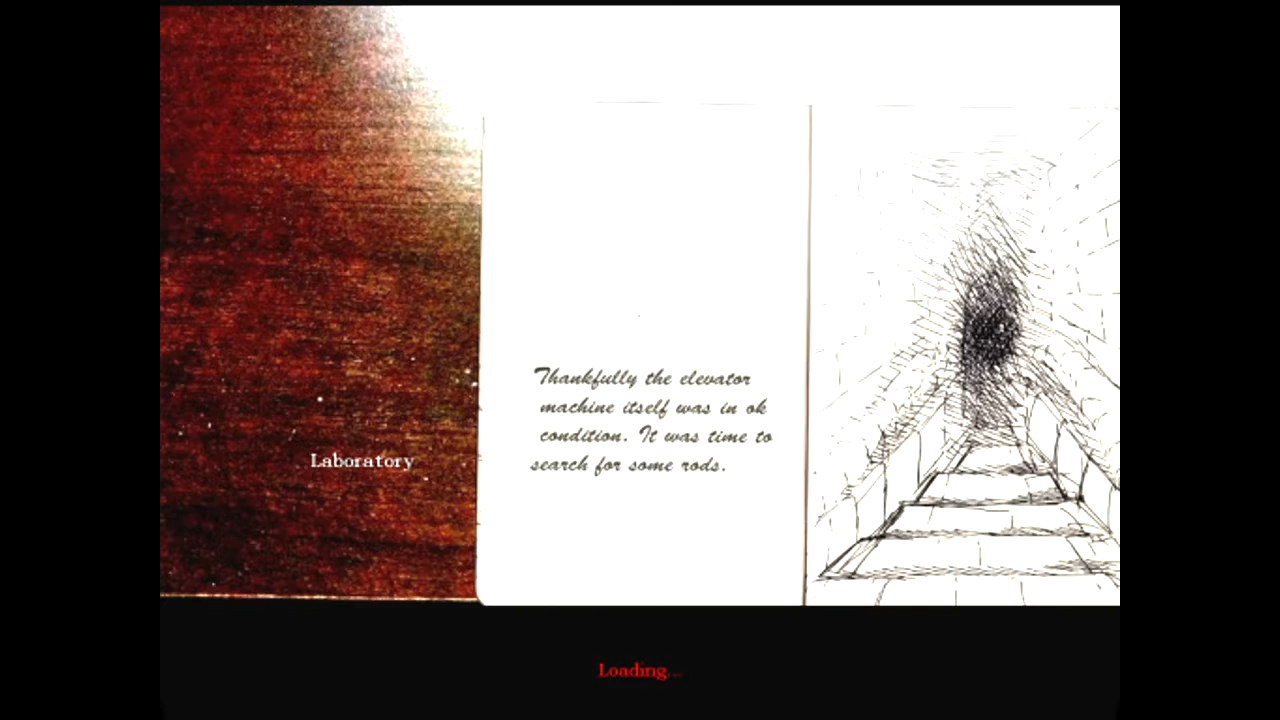 Thankfully the elevator
machine itself was in ok
condition. It was time to
search for some rods.
Laboratory
Loading...